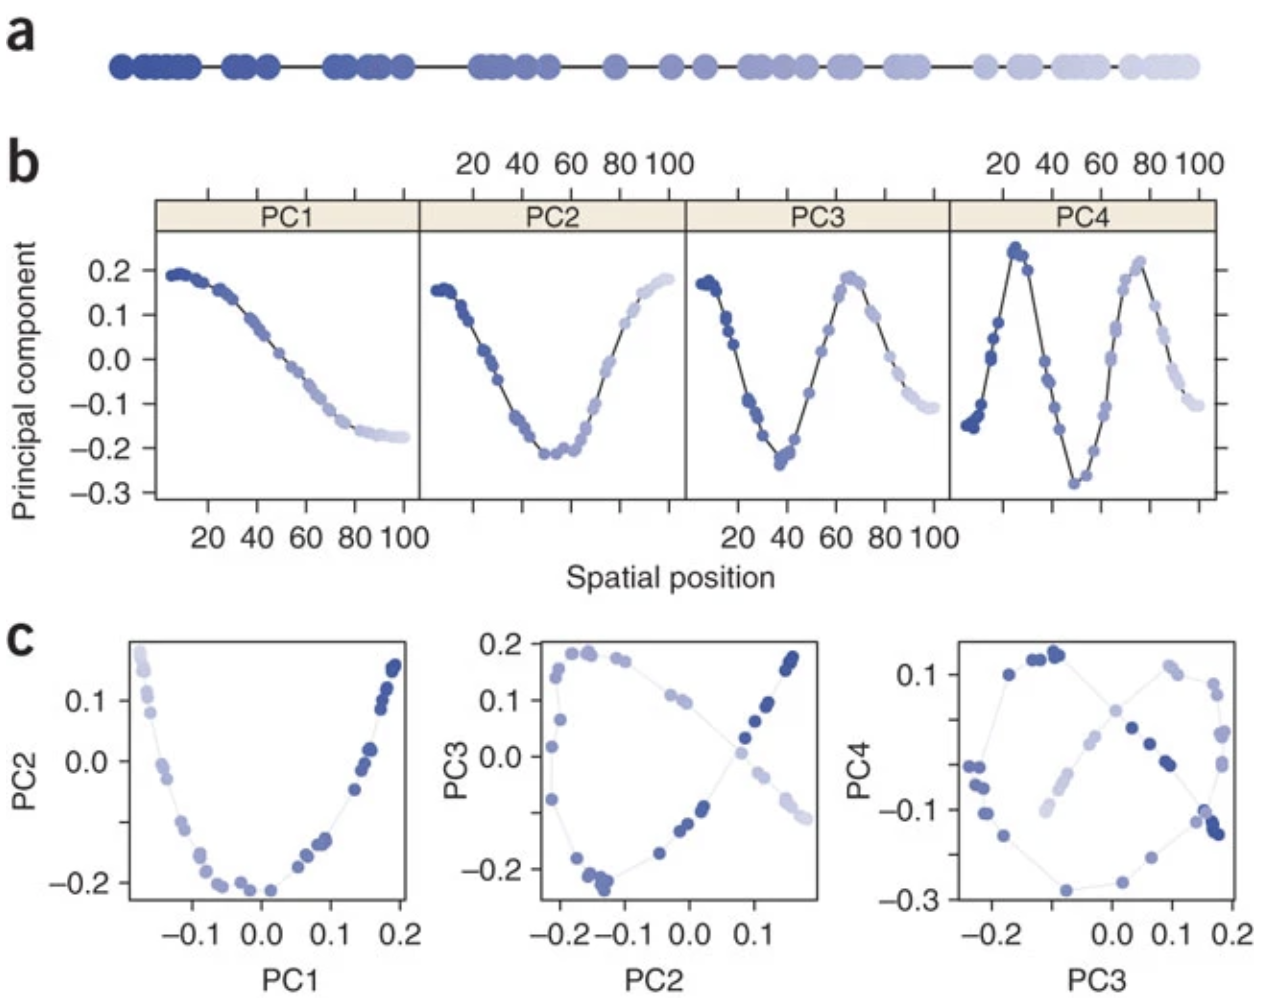 a
b
20 40 60 80 100 20 40 60 80 100
PC1 PC2 PC3 PC4
Principal component
0.2
0.1
0.0
–0.1
–0.2
–0.3
20 40 60 80 100 20 40 60 80 100
Spatial position
c
PC2
0.1
0.0
–0.2
–0.1 0.0 0.1 0.2
PC1
PC3
0.2
0.1
0.0
–0.2
–0.2 –0.1 0.0 0.1
PC2
PC4
0.1
–0.1
–0.3
–0.2 0.0 0.1 0.2
PC3